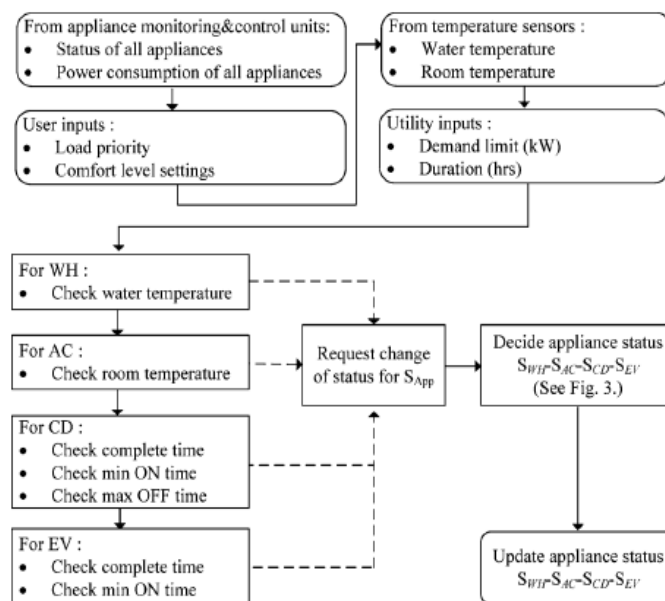 From appliance monitoring&control units:
• Status of all appliances
• Power consumption of all appliances
User inputs :
• Load priority
• Comfort level settings
From temperature sensors :
• Water temperature
• Room temperature
Utility inputs :
• Demand limit (kW)
• Duration (hrs)
For WH :
• Check water temperature
For AC :
• Check room temperature
For CD :
• Check complete time
• Check min ON time
• Check max OFF time
For EV :
• Check complete time
• Check min ON time
Request change
of status for SApp
Decide appliance status
SWH-SAC-SCD-SEV
(See Fig. 3.)
Update appliance status
SWH-SAC-SCD-SEV